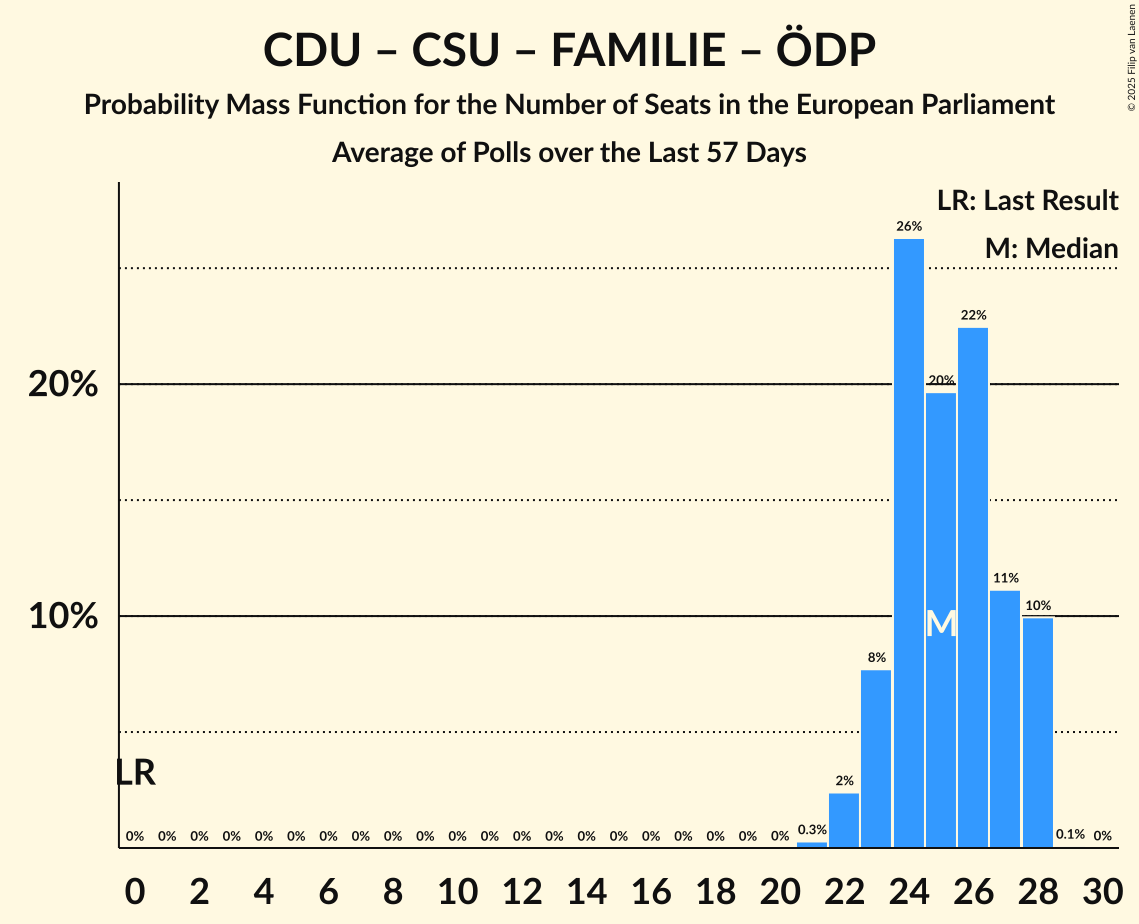 CDU – CSU – FAMILIE – ÖDP
Probability Mass Function for the Number of Seats in the European Parliament
Average of Polls over the Last 57 Days
© 2025 Filip van Laenen
LR: Last Result
M: Median
26%
22%
20%
20%
11%
10%
10%
M
8%
LR
2%
0% 0% 0% 0% 0% 0% 0% 0% 0% 0% 0% 0% 0% 0% 0% 0% 0% 0% 0% 0% 0% 0.3% 0.1% 0%
0 2 4 6 8 10 12 14 16 18 20 22 24 26 28 30